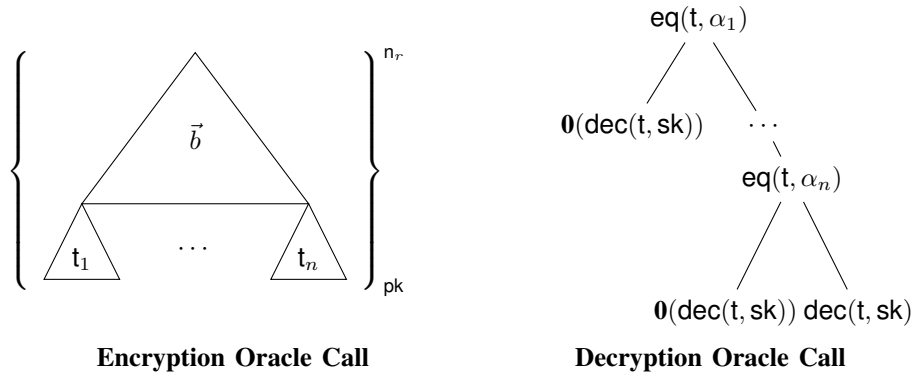 { } n_r
\vec{b}
t_1 ... t_n
pk
Encryption Oracle Call
eq(t, α_1)
0(dec(t, sk)) ...
eq(t, α_n)
0(dec(t, sk)) dec(t, sk)
Decryption Oracle Call